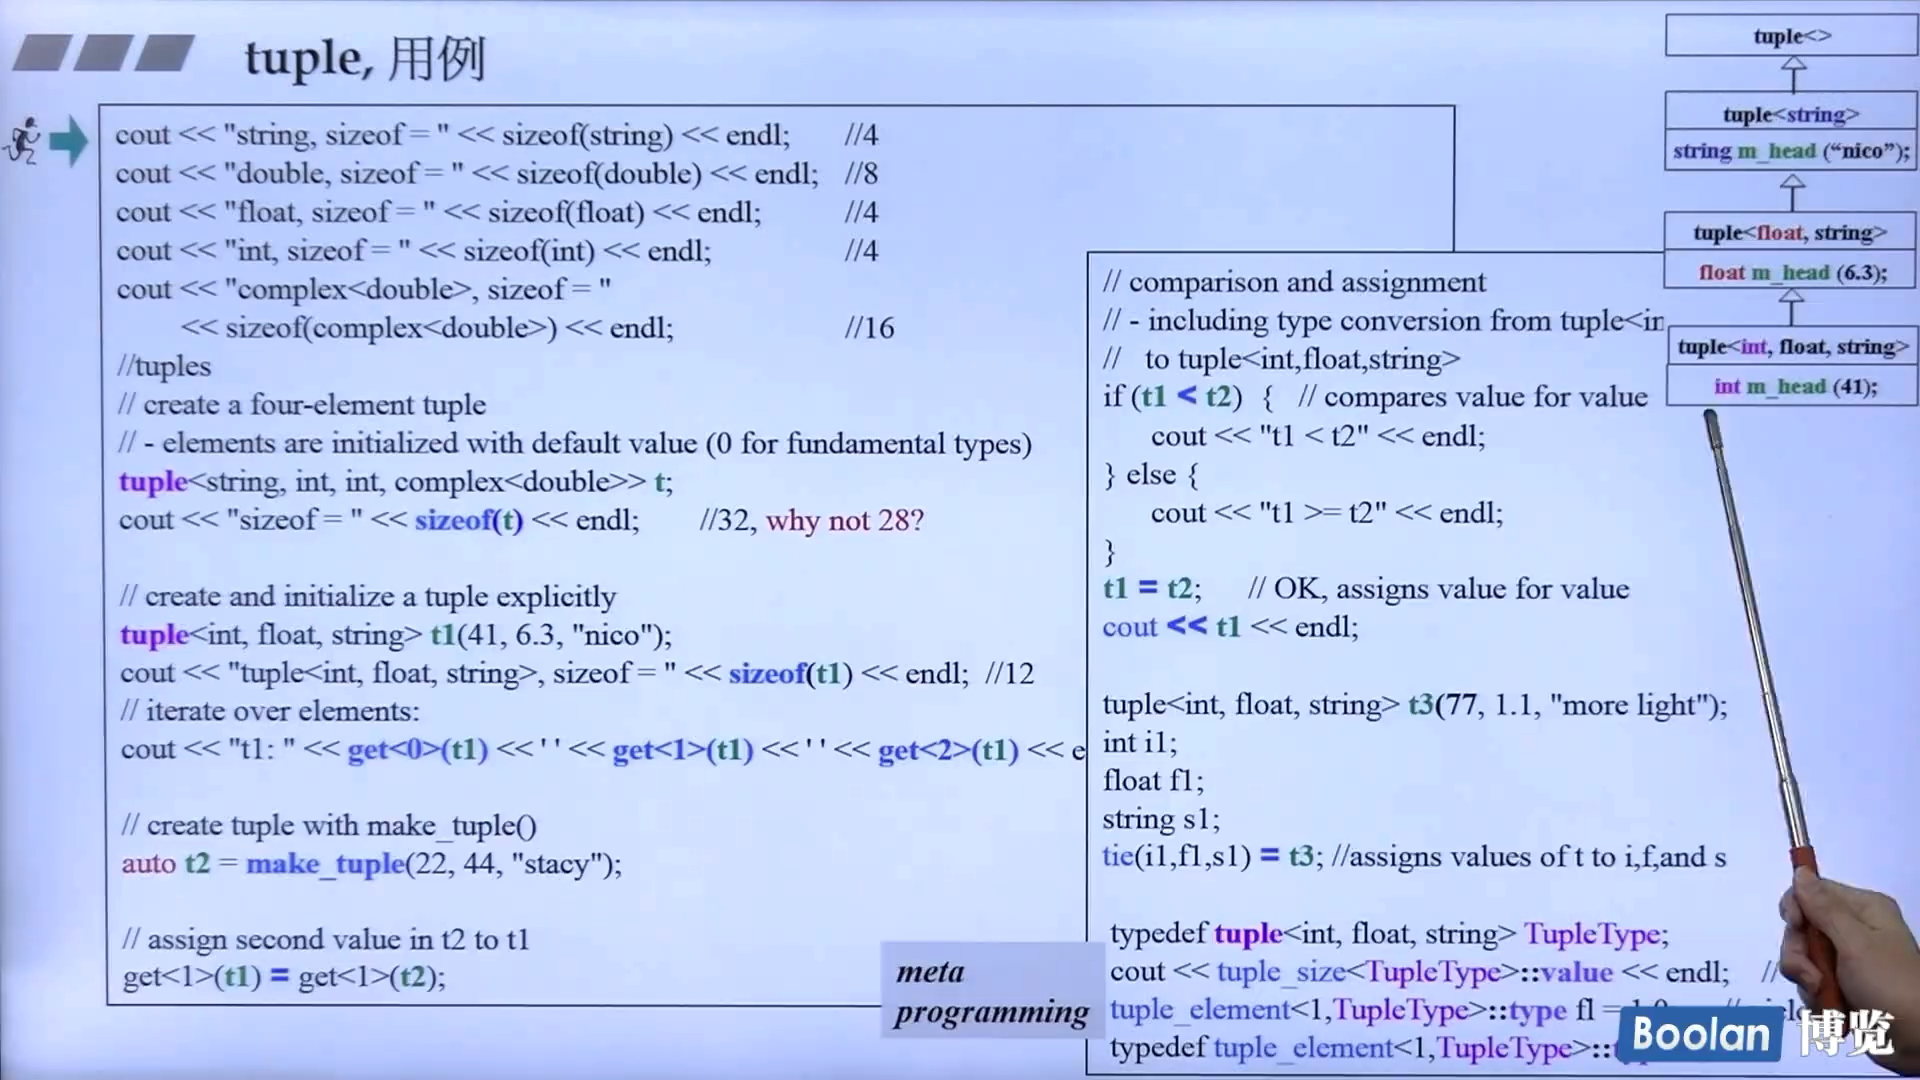 tuple, 用例
cout << "string, sizeof = " << sizeof(string) << endl; //4
cout << "double, sizeof = " << sizeof(double) << endl; //8
cout << "float, sizeof = " << sizeof(float) << endl; //4
cout << "int, sizeof = " << sizeof(int) << endl; //4
cout << "complex<double>, sizeof = "
<< sizeof(complex<double>) << endl; //16
//tuples
// create a four-element tuple
// - elements are initialized with default value (0 for fundamental types)
tuple<string, int, int, complex<double>> t;
cout << "sizeof = " << sizeof(t) << endl; //32, why not 28?
// create and initialize a tuple explicitly
tuple<int, float, string> t1(41, 6.3, "nico");
cout << "tuple<int, float, string>, sizeof = " << sizeof(t1) << endl; //12
// iterate over elements:
cout << "t1: " << get<0>(t1) << ' ' << get<1>(t1) << ' ' << get<2>(t1) << e
// create tuple with make_tuple()
auto t2 = make_tuple(22, 44, "stacy");
// assign second value in t2 to t1
get<1>(t1) = get<1>(t2);
// comparison and assignment
// - including type conversion from tuple<in
// to tuple<int,float,string>
if (t1 < t2) { // compares value for value
cout << "t1 < t2" << endl;
} else {
cout << "t1 >= t2" << endl;
}
t1 = t2; // OK, assigns value for value
cout << t1 << endl;
tuple<int, float, string> t3(77, 1.1, "more light");
int i1;
float f1;
string s1;
tie(i1,f1,s1) = t3; //assigns values of t to i,f,and s
typedef tuple<int, float, string> TupleType;
cout << tuple_size<TupleType>::value << endl; //
tuple_element<1,TupleType>::type fl =
typedef tuple_element<1,TupleType>::
meta
programming
tuple<>
tuple<string>
string m_head (“nico”);
tuple<float, string>
float m_head (6.3);
tuple<int, float, string>
int m_head (41);
Boolan 博览